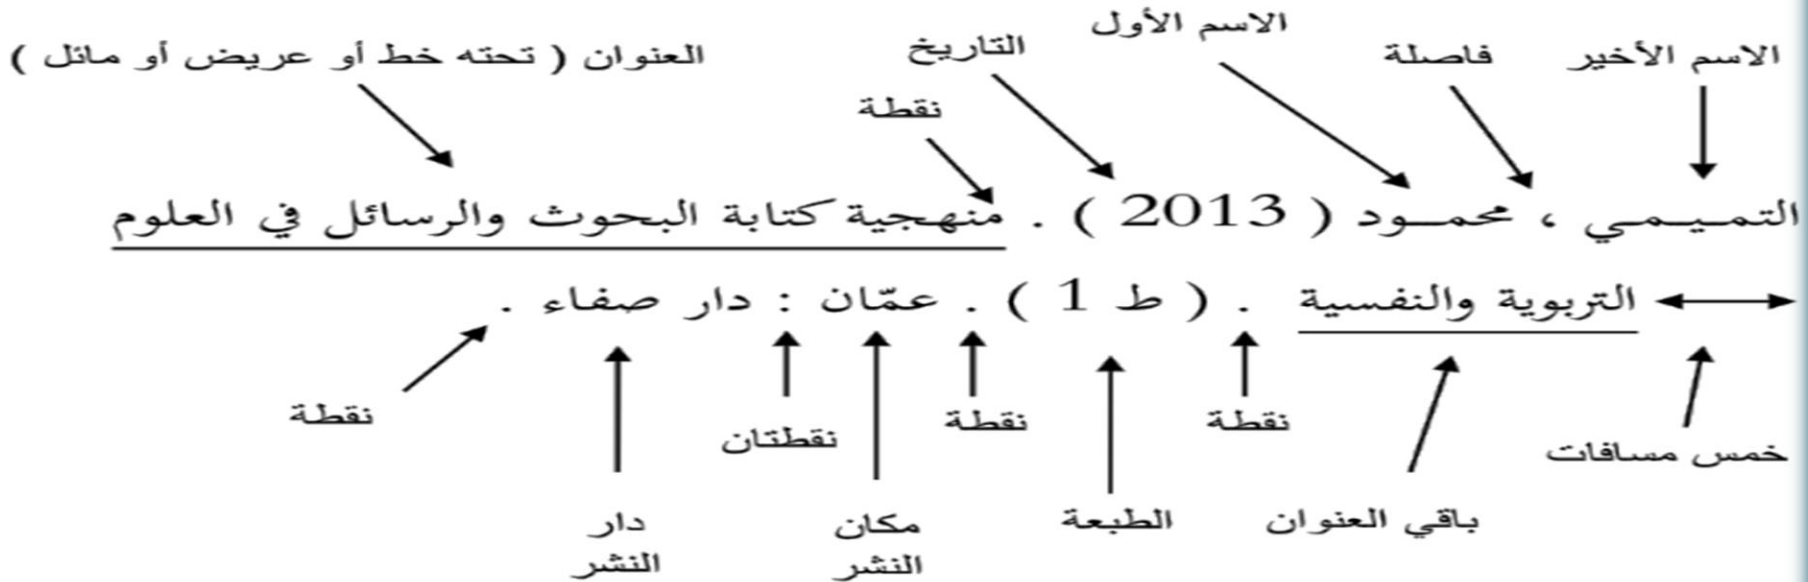 الاسم الأول
الاسم الأخير
فاصلة
التاريخ
العنوان ( تحته خط أو عريض أو مائل )
نقطة
التمـيـمـي ، محمـــود ( 2013 ) . منهجية كتابة البحوث والرسائل في العلوم
التربوية والنفسية . ( ط 1 ) . عمّان : دار صفاء .
نقطة
نقطتان
نقطة
نقطة
خمس مسافات
دار
النشر
مكان
النشر
الطبعة
باقي العنوان